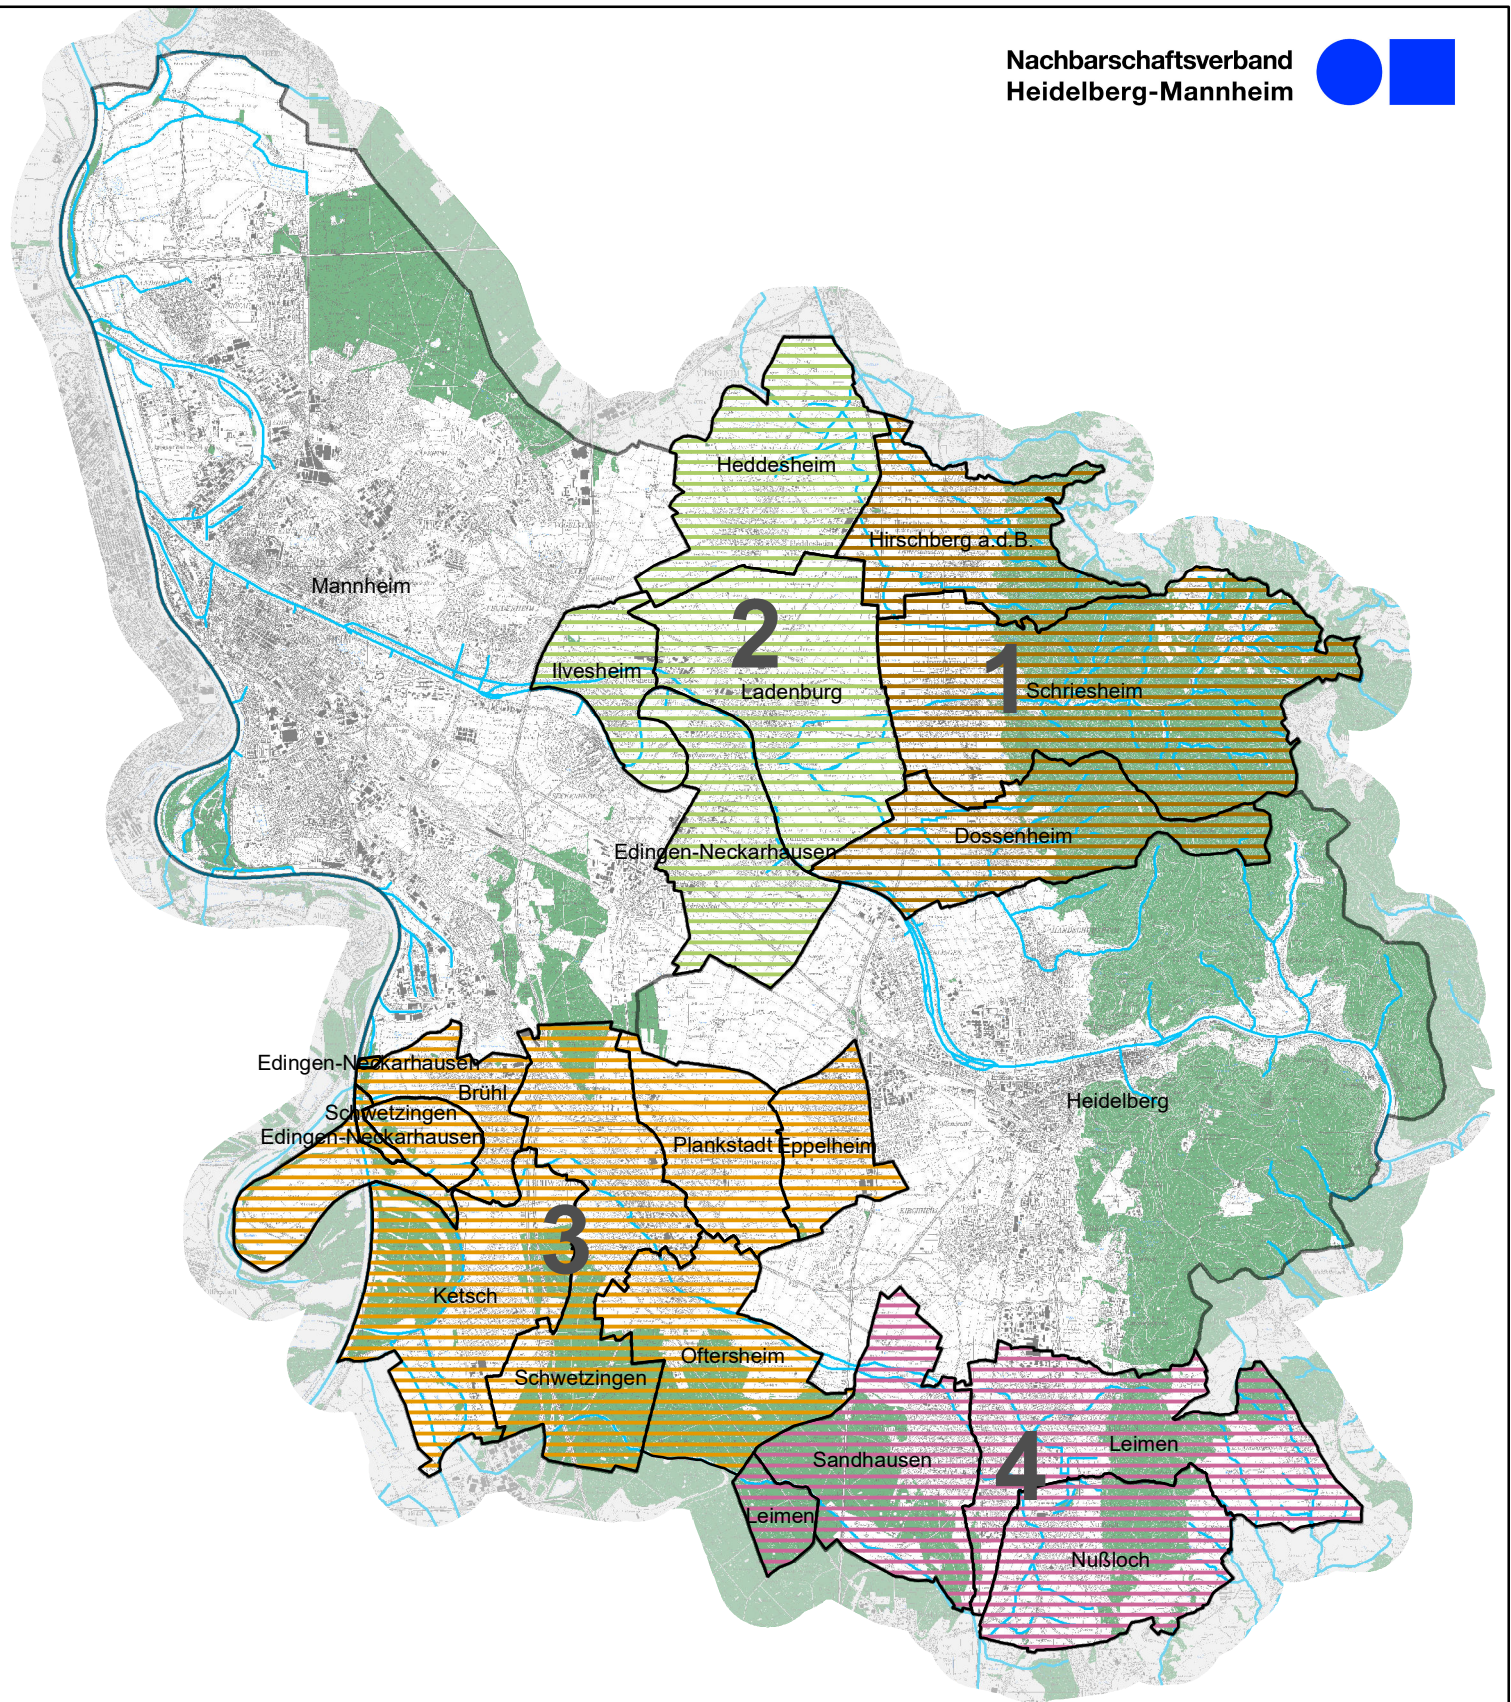 Nachbarschaftsverband
Heidelberg-Mannheim
Heddesheim
Hirschberg a.d.B.
Mannheim
2
Ilvesheim
1
Ladenburg
Schriesheim
Dossenheim
Edingen-Neckarhausen
Edingen-Neckarhausen
Brühl
Heidelberg
Schwetzingen
Edingen-Neckarhausen
Plankstadt
Eppelheim
3
Ketsch
Oftersheim
Schwetzingen
Leimen
4
Sandhausen
Leimen
Nußloch